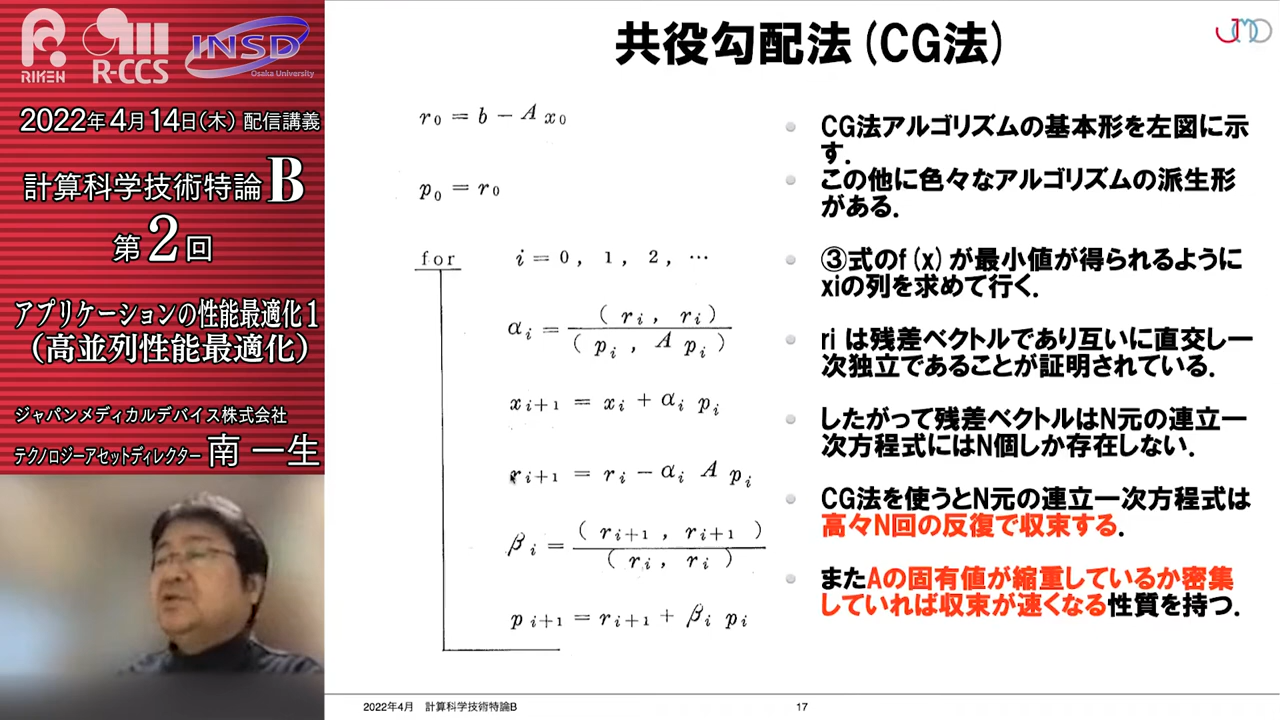 RIKEN
R-CCS
INSD
Osaka University
2022年4月14日(木) 配信講義
計算科学技術特論B
第2回
アプリケーションの性能最適化1
(高並列性能最適化)
ジャパンメディカルデバイス株式会社
テクノロジーアセットディレクター 南 一生
共役勾配法(CG法)
JMD
r₀ = b − A x₀
p₀ = r₀
for i = 0, 1, 2, …
αᵢ = (rᵢ, rᵢ) / (pᵢ, A pᵢ)
xᵢ₊₁ = xᵢ + αᵢ pᵢ
rᵢ₊₁ = rᵢ − αᵢ A pᵢ
βᵢ = (rᵢ₊₁, rᵢ₊₁) / (rᵢ, rᵢ)
pᵢ₊₁ = rᵢ₊₁ + βᵢ pᵢ
CG法アルゴリズムの基本形を左図に示
す.
この他に色々なアルゴリズムの派生形
がある.
③式のf(x)が最小値が得られるように
xiの列を求めて行く.
ri は残差ベクトルであり互いに直交し一
次独立であることが証明されている.
したがって残差ベクトルはN元の連立一
次方程式にはN個しか存在しない.
CG法を使うとN元の連立一次方程式は
高々N回の反復で収束する.
またAの固有値が縮重しているか密集
していれば収束が速くなる性質を持つ.
2022年4月 計算科学技術特論B
17